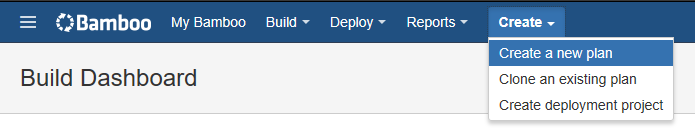 Bamboo My Bamboo Build Deploy Reports Create
Create a new plan
Build Dashboard
Clone an existing plan
Create deployment project